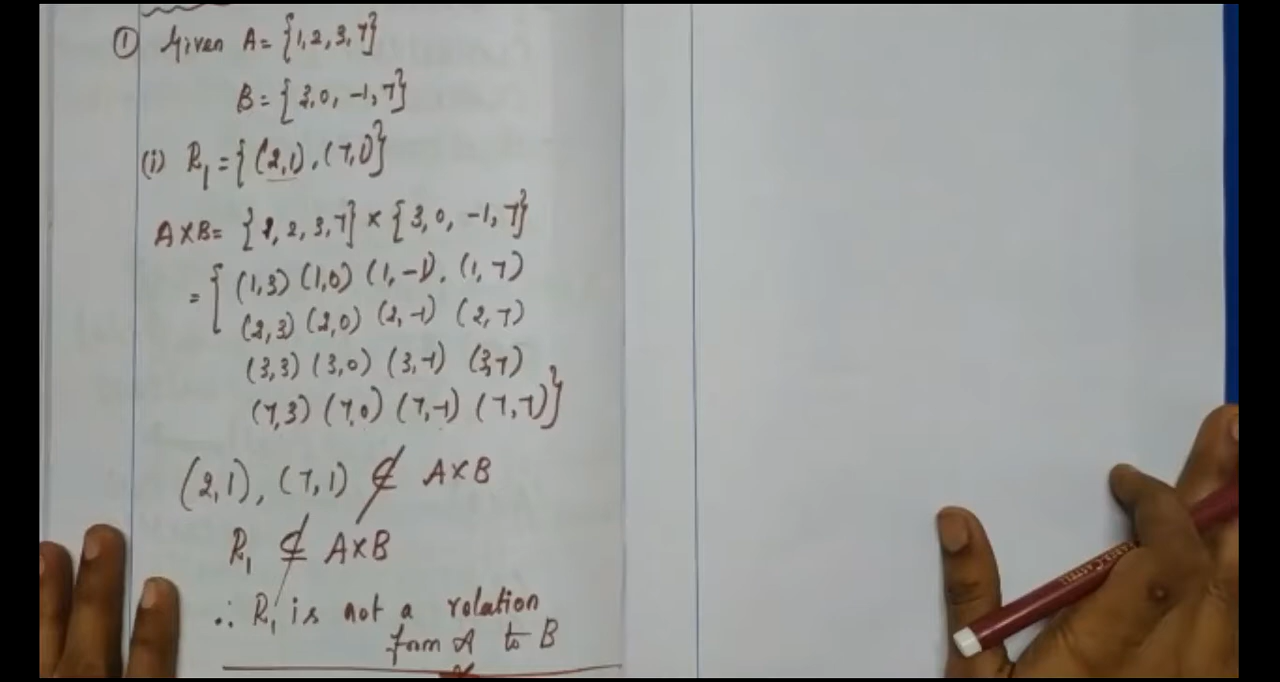 ① Given A = {1, 2, 3, 7}
B = {3, 0, -1, 7}
(i) R₁ = {(2,1), (7,1)}
A×B = {1, 2, 3, 7} × {3, 0, -1, 7}
= { (1,3) (1,0) (1,-1), (1,7)
(2,3) (2,0) (2,-1) (2,7)
(3,3) (3,0) (3,-1) (3,7)
(7,3) (7,0) (7,-1) (7,7)}
(2,1), (7,1) ∉ A×B
R₁ ⊄ A×B
∴ R₁ is not a relation
from A to B
FABER-CASTELL